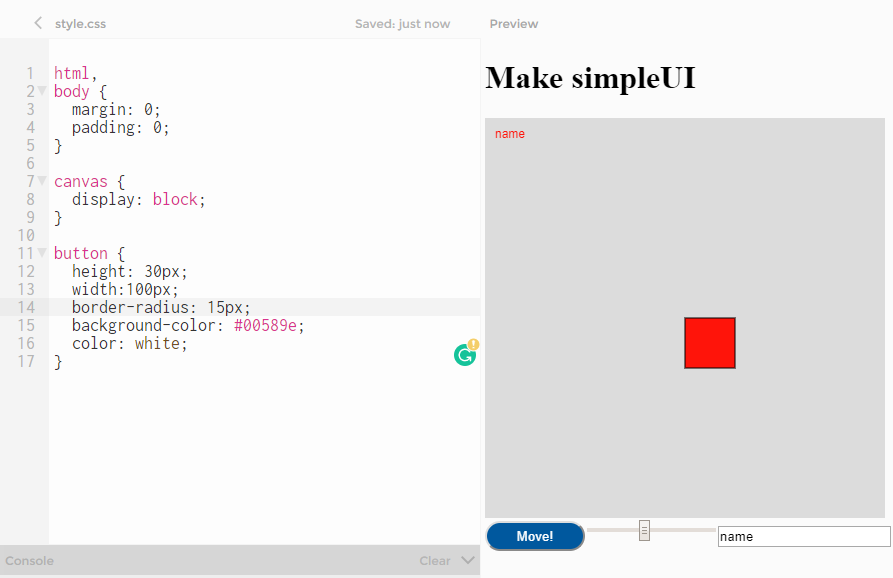 style.css
Saved: just now
Preview
1 html,
2 body {
3 margin: 0;
4 padding: 0;
5 }
6
7 canvas {
8 display: block;
9 }
10
11 button {
12 height: 30px;
13 width:100px;
14 border-radius: 15px;
15 background-color: #00589e;
16 color: white;
17 }
Console
Clear
Make simpleUI
name
Move!
name